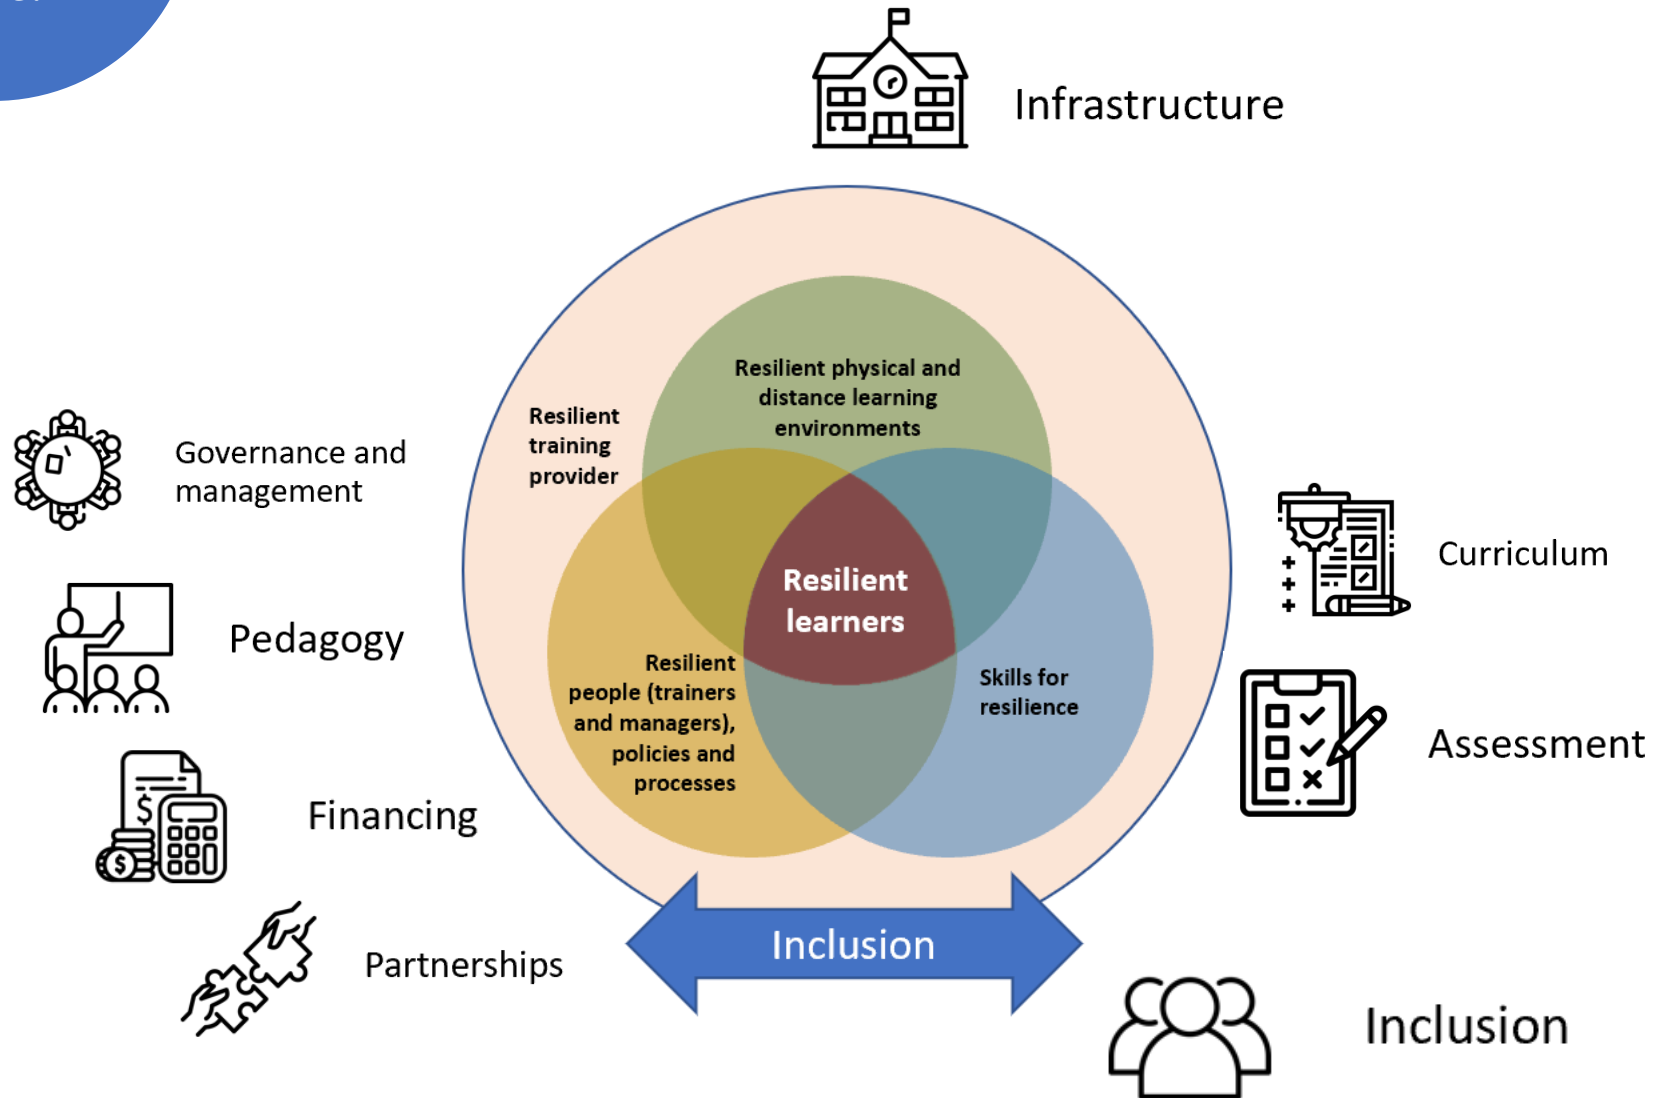 Infrastructure
Resilient physical and
distance learning
environments
Resilient
training
provider
Governance and
management
Pedagogy
Financing
Partnerships
Resilient
learners
Resilient
people (trainers
and managers),
policies and
processes
Skills for
resilience
Curriculum
Assessment
Inclusion
Inclusion